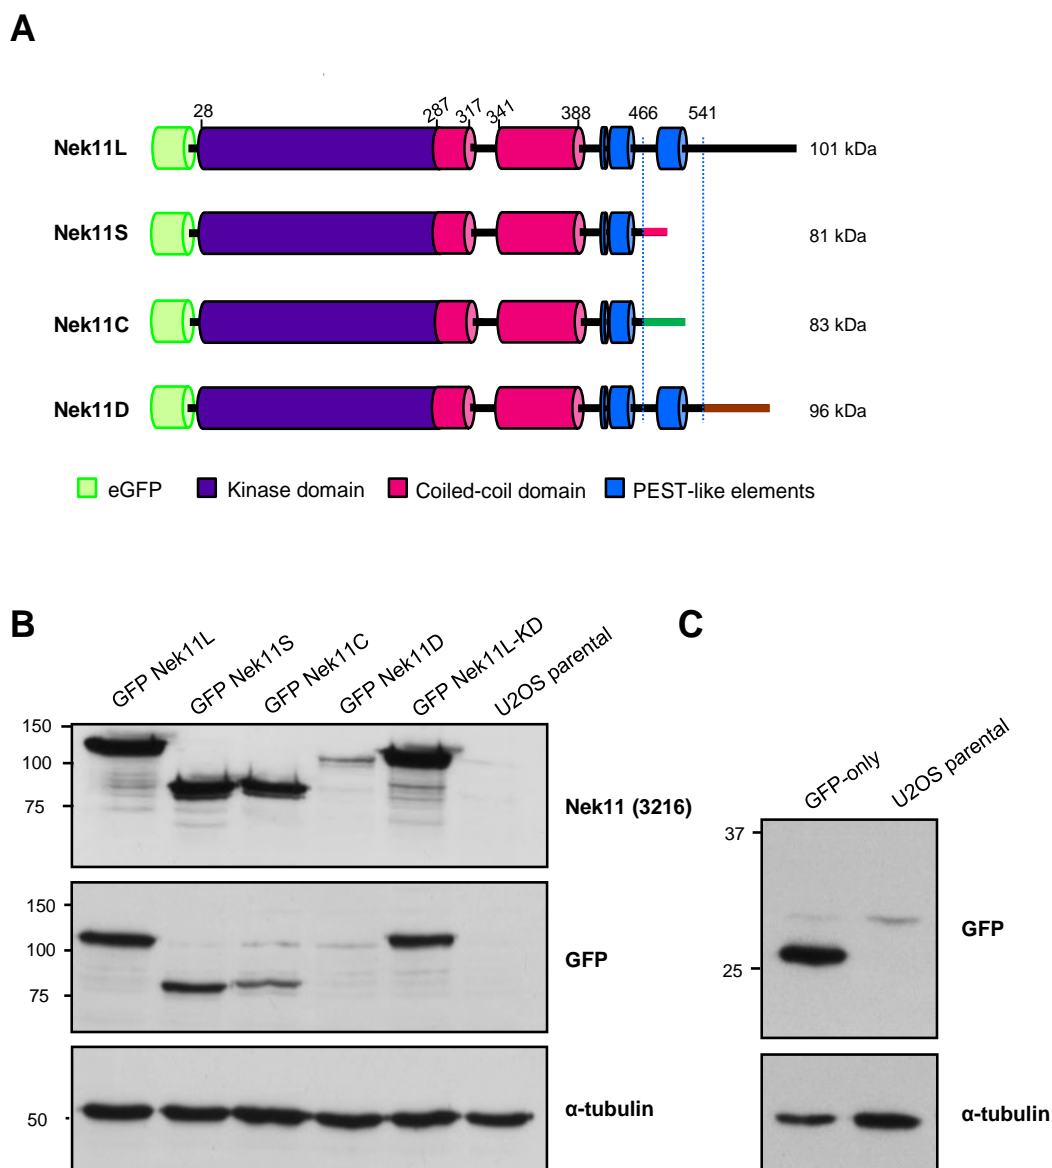 A
28 287 317 341 388 466 541
Nek11L 101 kDa
Nek11S 81 kDa
Nek11C 83 kDa
Nek11D 96 kDa
eGFP Kinase domain Coiled-coil domain PEST-like elements
B
GFP Nek11L GFP Nek11S GFP Nek11C GFP Nek11D GFP Nek11L-KD U2OS parental
150
100
75
Nek11 (3216)
150
100
75
GFP
50
α-tubulin
C
GFP-only U2OS parental
37
25
GFP
α-tubulin